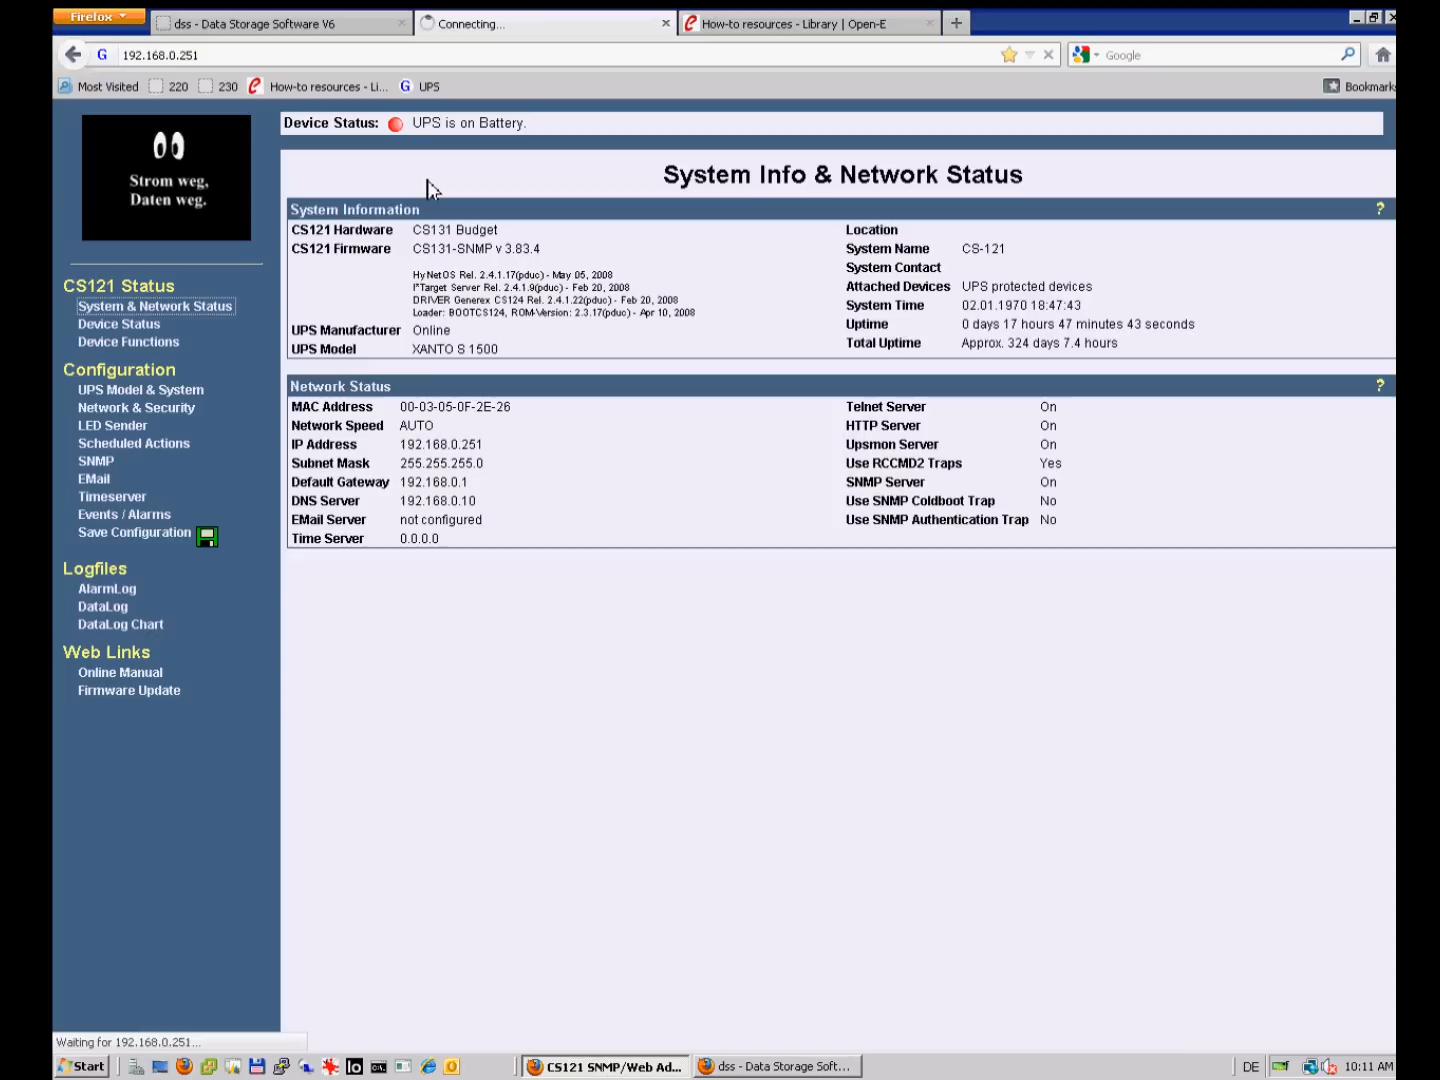 Firefox
dss - Data Storage Software V6
Connecting...
How-to resources - Library | Open-E
192.168.0.251
Google
Most Visited
220
230
How-to resources - Li...
UPS
Bookmark
Device Status: UPS is on Battery.
Strom weg,
Daten weg.
System Info & Network Status
System Information ?
CS121 Hardware CS131 Budget
CS121 Firmware CS131-SNMP v 3.83.4
HyNetOS Rel. 2.4.1.17(pduc) - May 05, 2008
I²Target Server Rel. 2.4.1.9(pduc) - Feb 20, 2008
DRIVER Generex CS124 Rel. 2.4.1.22(pduc) - Feb 20, 2008
Loader: BOOTCS124, ROM-Version: 2.3.17(pduc) - Apr 10, 2008
UPS Manufacturer Online
UPS Model XANTO S 1500
Location
System Name CS-121
System Contact
Attached Devices UPS protected devices
System Time 02.01.1970 18:47:43
Uptime 0 days 17 hours 47 minutes 43 seconds
Total Uptime Approx. 324 days 7.4 hours
Network Status ?
MAC Address 00-03-05-0F-2E-26
Network Speed AUTO
IP Address 192.168.0.251
Subnet Mask 255.255.255.0
Default Gateway 192.168.0.1
DNS Server 192.168.0.10
EMail Server not configured
Time Server 0.0.0.0
Telnet Server On
HTTP Server On
Upsmon Server On
Use RCCMD2 Traps Yes
SNMP Server On
Use SNMP Coldboot Trap No
Use SNMP Authentication Trap No
CS121 Status
System & Network Status
Device Status
Device Functions
Configuration
UPS Model & System
Network & Security
LED Sender
Scheduled Actions
SNMP
EMail
Timeserver
Events / Alarms
Save Configuration
Logfiles
AlarmLog
DataLog
DataLog Chart
Web Links
Online Manual
Firmware Update
Waiting for 192.168.0.251...
Start
CS121 SNMP/Web Ad...
dss - Data Storage Soft...
DE
10:11 AM